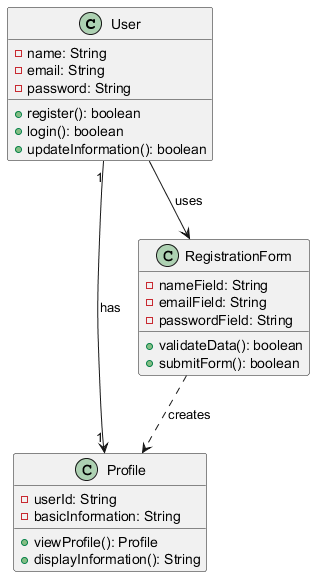 C User
name: String
email: String
password: String
register(): boolean
login(): boolean
updateInformation(): boolean
1
uses
C RegistrationForm
nameField: String
emailField: String
passwordField: String
validateData(): boolean
submitForm(): boolean
has
creates
1
C Profile
userId: String
basicInformation: String
viewProfile(): Profile
displayInformation(): String